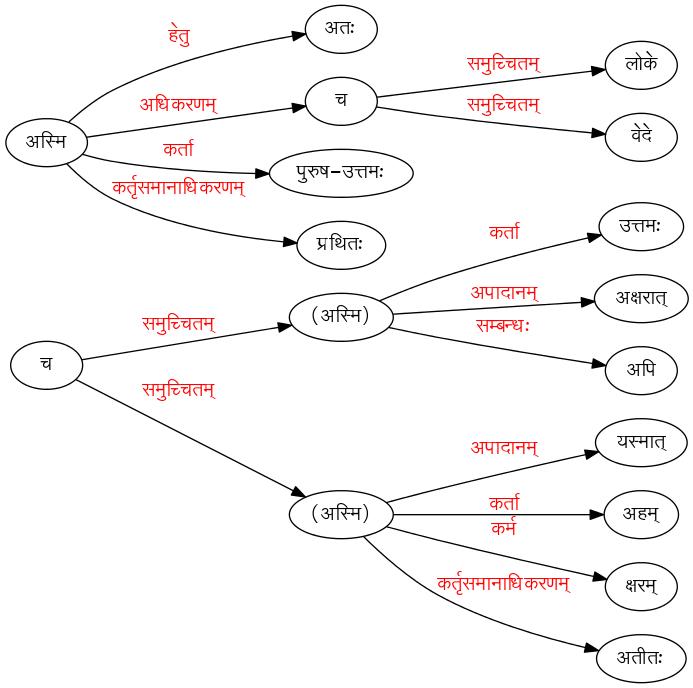 हेतु
अतः
अधिकरणम्
च
समुच्चितम्
लोके
समुच्चितम्
वेदे
अस्मि
कर्ता
पुरुष-उत्तमः
कर्तृसमानाधिकरणम्
प्रथितः
कर्ता
उत्तमः
समुच्चितम्
(अस्मि)
अपादानम्
अक्षरात्
सम्बन्धः
अपि
च
समुच्चितम्
(अस्मि)
अपादानम्
यस्मात्
कर्ता
अहम्
कर्म
क्षरम्
कर्तृसमानाधिकरणम्
अतीतः